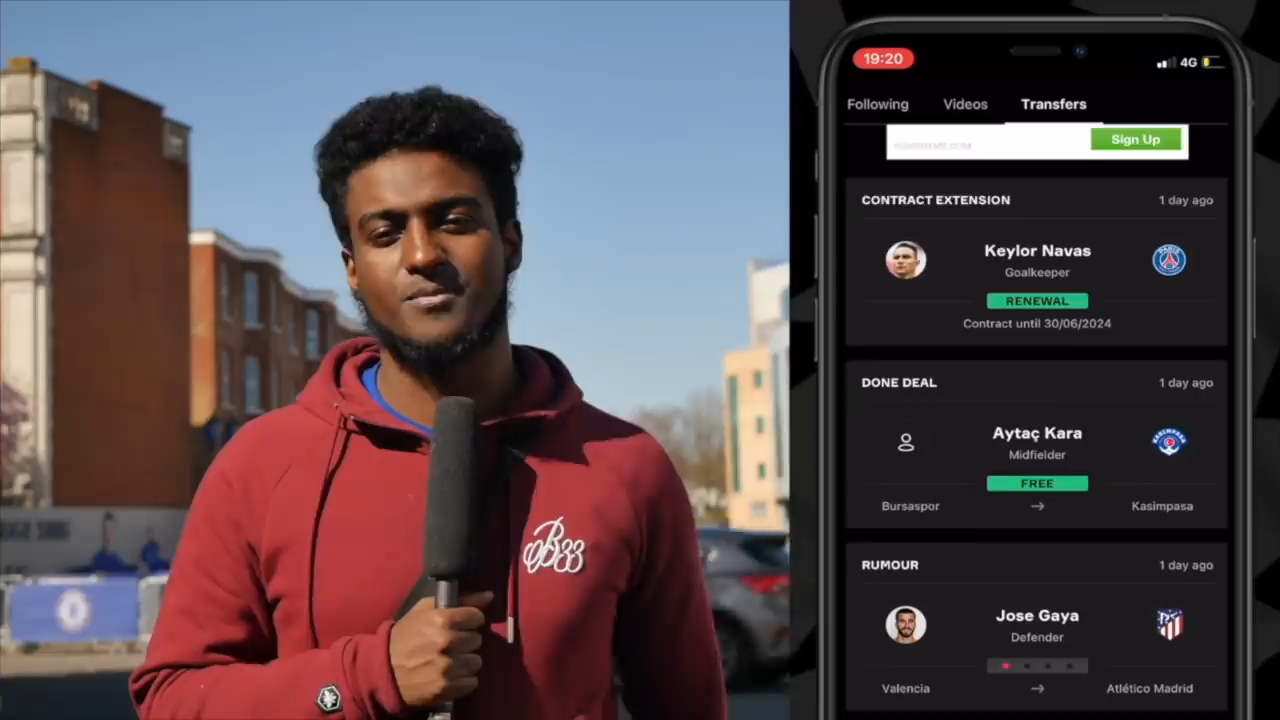 19:20
4G
Following
Videos
Transfers
Sign Up
CONTRACT EXTENSION
1 day ago
Keylor Navas
Goalkeeper
RENEWAL
Contract until 30/06/2024
DONE DEAL
1 day ago
Aytaç Kara
Midfielder
FREE
Bursaspor
→
Kasimpasa
RUMOUR
1 day ago
Jose Gaya
Defender
Valencia
→
Atlético Madrid